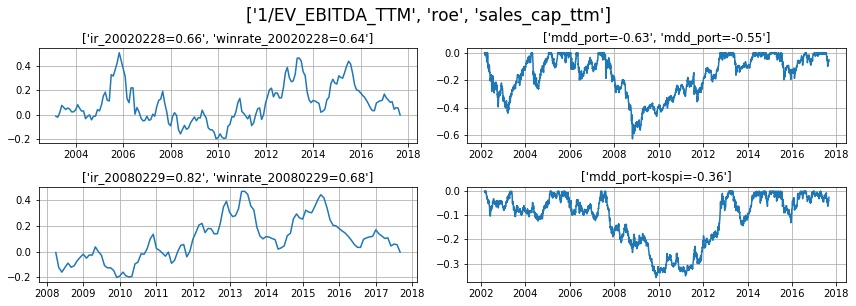 ['1/EV_EBITDA_TTM', 'roe', 'sales_cap_ttm']
['ir_20020228=0.66', 'winrate_20020228=0.64']
0.4
0.2
0.0
−0.2
2004 2006 2008 2010 2012 2014 2016 2018
['mdd_port=-0.63', 'mdd_port=-0.55']
0.0
−0.2
−0.4
−0.6
2002 2004 2006 2008 2010 2012 2014 2016 2018
['ir_20080229=0.82', 'winrate_20080229=0.68']
0.4
0.2
0.0
−0.2
2008 2009 2010 2011 2012 2013 2014 2015 2016 2017 2018
['mdd_port-kospi=-0.36']
0.0
−0.1
−0.2
−0.3
2002 2004 2006 2008 2010 2012 2014 2016 2018